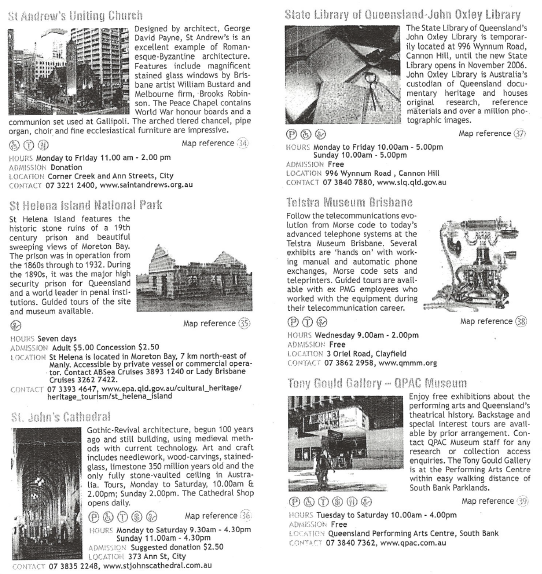 St Andrew's Uniting Church
Designed by architect, George
David Payne, St Andrew's is an
excellent example of Roman-
esque-Byzantine architecture.
Features include magnificent
stained glass windows by Bris-
bane artist William Bustard and
Melbourne firm, Brooks Robin-
son. The Peace Chapel contains
World War honour boards and a
communion set used at Gallipoli. The arched tiered chancel, pipe
organ, choir and fine ecclesiastical furniture are impressive.
Map reference 34
HOURS Monday to Friday 11.00 am - 2.00 pm
ADMISSION Donation
LOCATION Corner Creek and Ann Streets, City
CONTACT 07 3221 2400, www.saintandrews.org.au
St Helena Island National Park
St Helena Island features the
historic stone ruins of a 19th
century prison and beautiful
sweeping views of Moreton Bay.
The prison was in operation from
the 1860s through to 1932. During
the 1890s, it was the major high
security prison for Queensland
and a world leader in penal insti-
tutions. Guided tours of the site
and museum available.
Map reference 35
HOURS Seven days
ADMISSION Adult $5.00 Concession $2.50
LOCATION St Helena is located in Moreton Bay, 7 km north-east of
Manly. Accessible by private vessel or commercial opera-
tor. Contact ABSea Cruises 3893 1240 or Lady Brisbane
Cruises 3262 7422.
CONTACT 07 3393 4647, www.epa.qld.gov.au/cultural_heritage/
heritage_tourism/st_helena_island
St. John's Cathedral
Gothic-Revival architecture, begun 100 years
ago and still building, using medieval meth-
ods with current technology. Art and craft
includes needlework, wood-carvings, stained-
glass, limestone 350 million years old and the
only fully stone-vaulted ceiling in Austra-
lia. Tours, Monday to Saturday, 10.00am &
2.00pm; Sunday 2.00pm. The Cathedral Shop
opens daily.
P T S
Map reference 36
HOURS Monday to Saturday 9.30am - 4.30pm
Sunday 11.00am - 4.30pm
ADMISSION Suggested donation $2.50
LOCATION 373 Ann St, City
CONTACT 07 3835 2248, www.stjohnscathedral.com.au
State Library of Queensland-John Oxley Library
The State Library of Queensland's
John Oxley Library is temporar-
ily located at 996 Wynnum Road,
Cannon Hill, until the new State
Library opens in November 2006.
John Oxley Library is Australia's
custodian of Queensland docu-
mentary heritage and houses
original research, reference
materials and over a million pho-
tographic images.
P
Map reference 37
HOURS Monday to Friday 10.00am - 5.00pm
Sunday 10.00am - 5.00pm
ADMISSION Free
LOCATION 996 Wynnum Road , Cannon Hill
CONTACT 07 3840 7880, www.slq.qld.gov.au
Telstra Museum Brisbane
Follow the telecommunications evo-
lution from Morse code to today's
advanced telephone systems at the
Telstra Museum Brisbane. Several
exhibits are 'hands on' with work-
ing manual and automatic phone
exchanges, Morse code sets and
teleprinters. Guided tours are avail-
able with ex PMG employees who
worked with the equipment during
their telecommunication career.
P T
Map reference 38
HOURS Wednesday 9.00am - 2.00pm
ADMISSION Free
LOCATION 3 Oriel Road, Clayfield
CONTACT 07 3862 2958, www.qmmm.org
Tony Gould Gallery - QPAC Museum
Enjoy free exhibitions about the
performing arts and Queensland's
theatrical history. Backstage and
special interest tours are avail-
able by prior arrangement. Con-
tact QPAC Museum staff for any
research or collection access
enquiries. The Tony Gould Gallery
is at the Performing Arts Centre
within easy walking distance of
South Bank Parklands.
P T S
Map reference 39
HOURS Tuesday to Saturday 10.00am - 4.00pm
ADMISSION Free
LOCATION Queensland Performing Arts Centre, South Bank
CONTACT 07 3840 7362, www.qpac.com.au